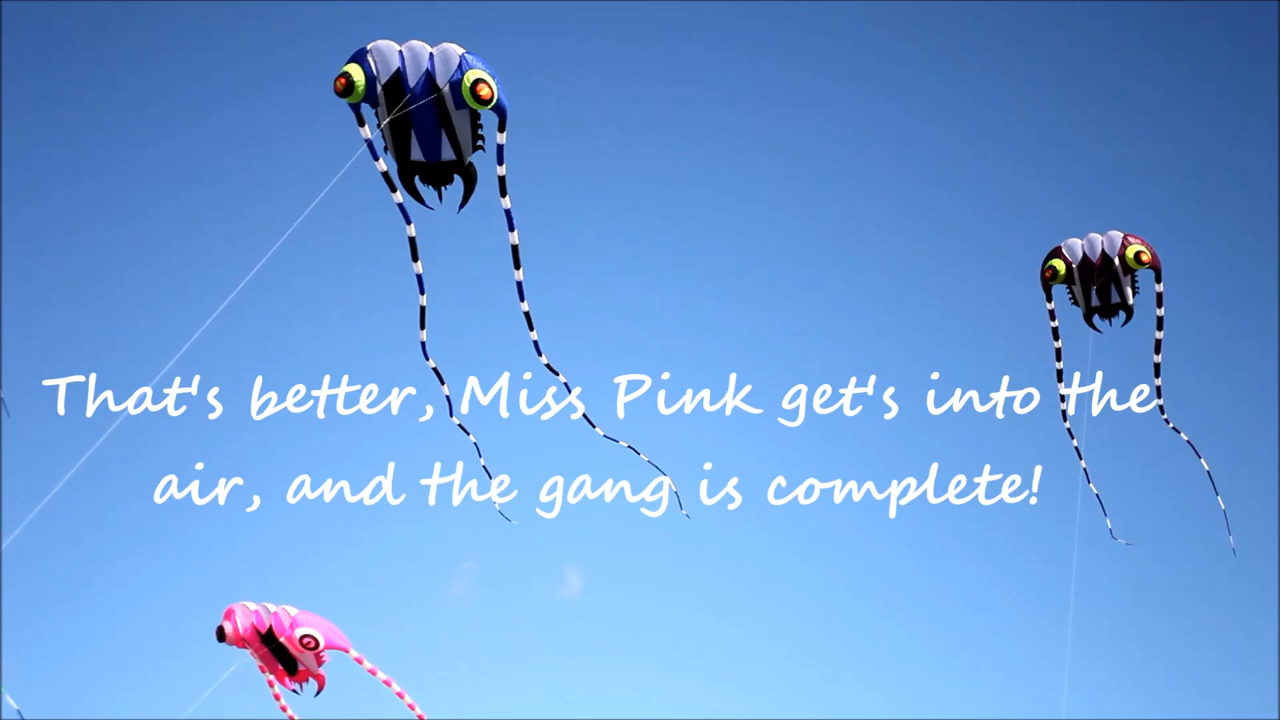 That's better, Miss Pink get's into the
air, and the gang is complete!